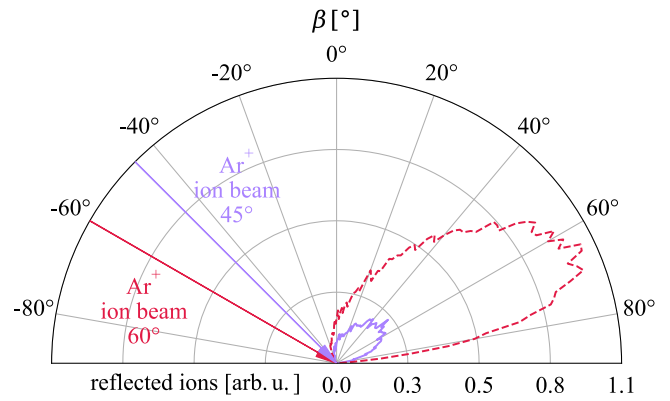 β [°]
0°
-20°
20°
-40°
40°
-60°
60°
-80°
80°
Ar⁺
ion beam
45°
Ar⁺
ion beam
60°
reflected ions [arb. u.]
0.0
0.3
0.5
0.8
1.1